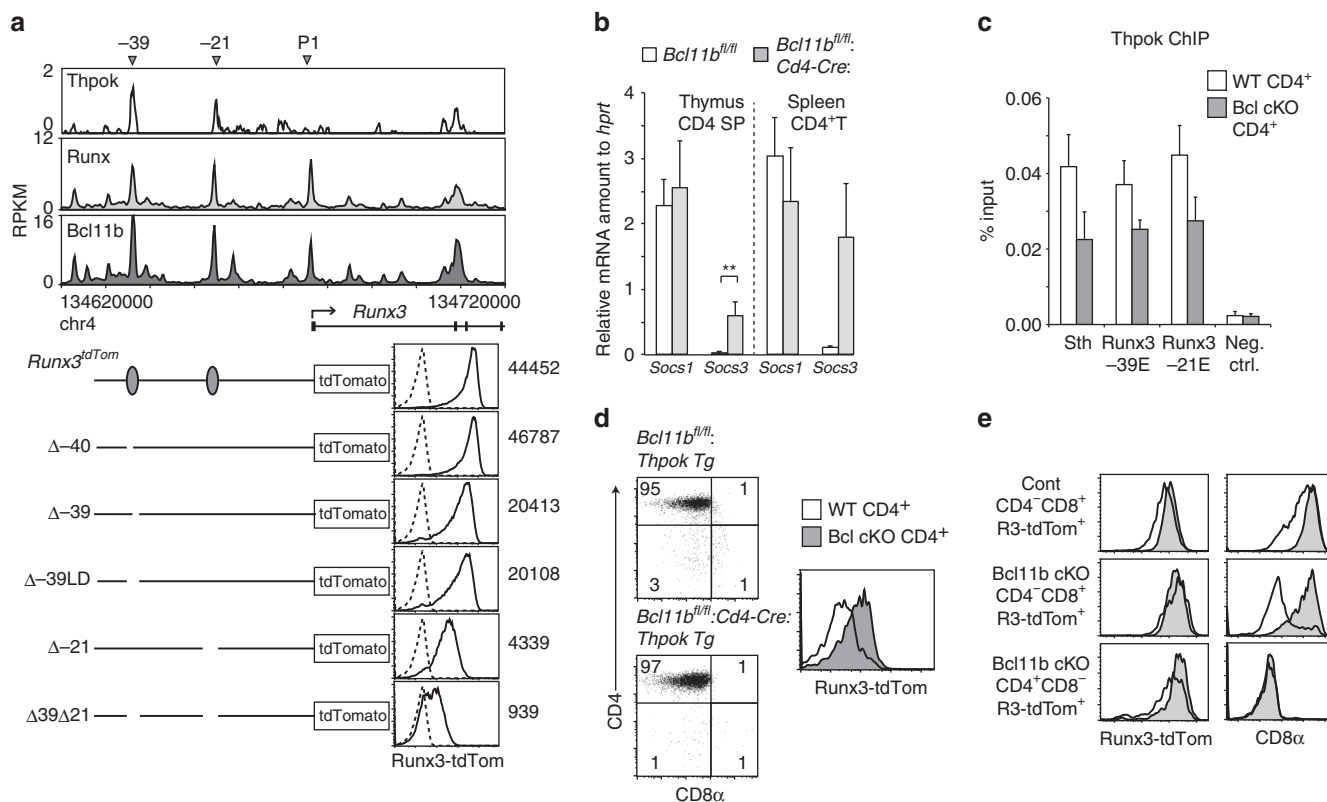 a
–39 –21 P1
2
Thpok
0
12
Runx
0
16
Bcl11b
0
RPKM
134620000 134720000
chr4 Runx3
Runx3tdTom
tdTomato 44452
Δ–40 tdTomato 46787
Δ–39 tdTomato 20413
Δ–39LD tdTomato 20108
Δ–21 tdTomato 4339
Δ39Δ21 tdTomato 939
Runx3-tdTom
b
Bcl11bfl/fl Bcl11bfl/fl:
Cd4-Cre:
Relative mRNA amount to hprt
4
3
2
1
0
Thymus Spleen
CD4 SP CD4+T
**
Socs1 Socs3 Socs1 Socs3
c
Thpok ChIP
WT CD4+
Bcl cKO
CD4+
% input
0.06
0.04
0.02
0.00
Sth Runx3 Runx3 Neg.
–39E –21E ctrl.
d
Bcl11bfl/fl:
Thpok Tg
95 1
3 1
Bcl11bfl/fl:Cd4-Cre:
Thpok Tg
97 1
1 1
CD4
CD8α
WT CD4+
Bcl cKO CD4+
Runx3-tdTom
e
Cont
CD4–CD8+
R3-tdTom+
Bcl11b cKO
CD4–CD8+
R3-tdTom+
Bcl11b cKO
CD4+CD8–
R3-tdTom+
Runx3-tdTom CD8α